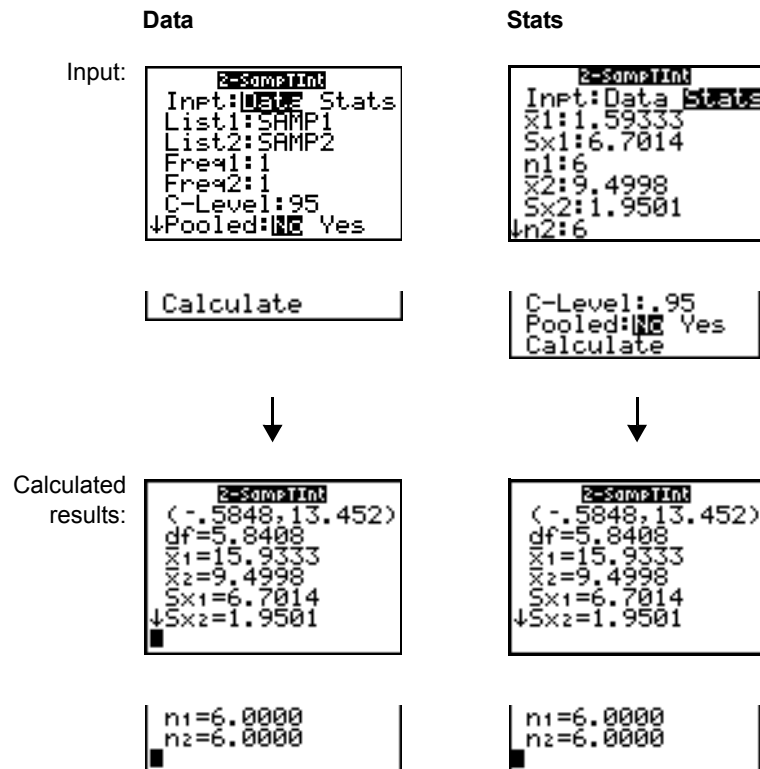 Data
Stats
Input:
2-SampTInt
Inpt:Data Stats
List1:SAMP1
List2:SAMP2
Freq1:1
Freq2:1
C-Level:95
↓Pooled:No Yes
2-SampTInt
Inpt:Data Stats
x̄1:1.59333
Sx1:6.7014
n1:6
x̄2:9.4998
Sx2:1.9501
↓n2:6
Calculate
C-Level:.95
Pooled:No Yes
Calculate
Calculated
results:
2-SampTInt
(-.5848,13.452)
df=5.8408
x̄1=15.9333
x̄2=9.4998
Sx1=6.7014
↓Sx2=1.9501
2-SampTInt
(-.5848,13.452)
df=5.8408
x̄1=15.9333
x̄2=9.4998
Sx1=6.7014
↓Sx2=1.9501
n1=6.0000
n2=6.0000
n1=6.0000
n2=6.0000